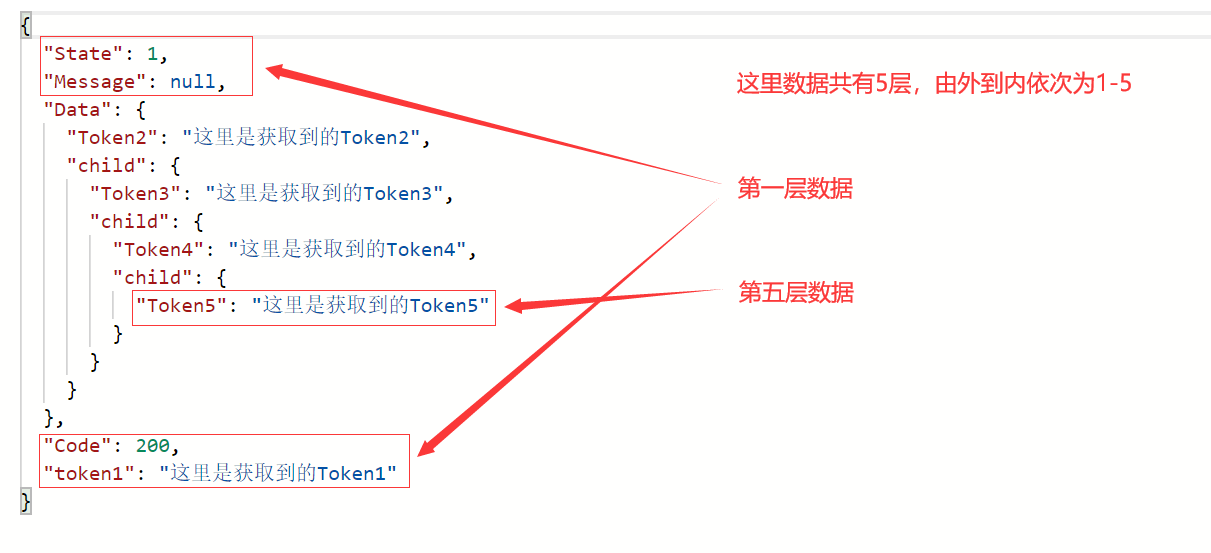 {
"State": 1,
"Message": null,
"Data": {
"Token2": "这里是获取到的Token2",
"child": {
"Token3": "这里是获取到的Token3",
"child": {
"Token4": "这里是获取到的Token4",
"child": {
"Token5": "这里是获取到的Token5"
}
}
}
},
"Code": 200,
"token1": "这里是获取到的Token1"
}
这里数据共有5层，由外到内依次为1-5
第一层数据
第五层数据